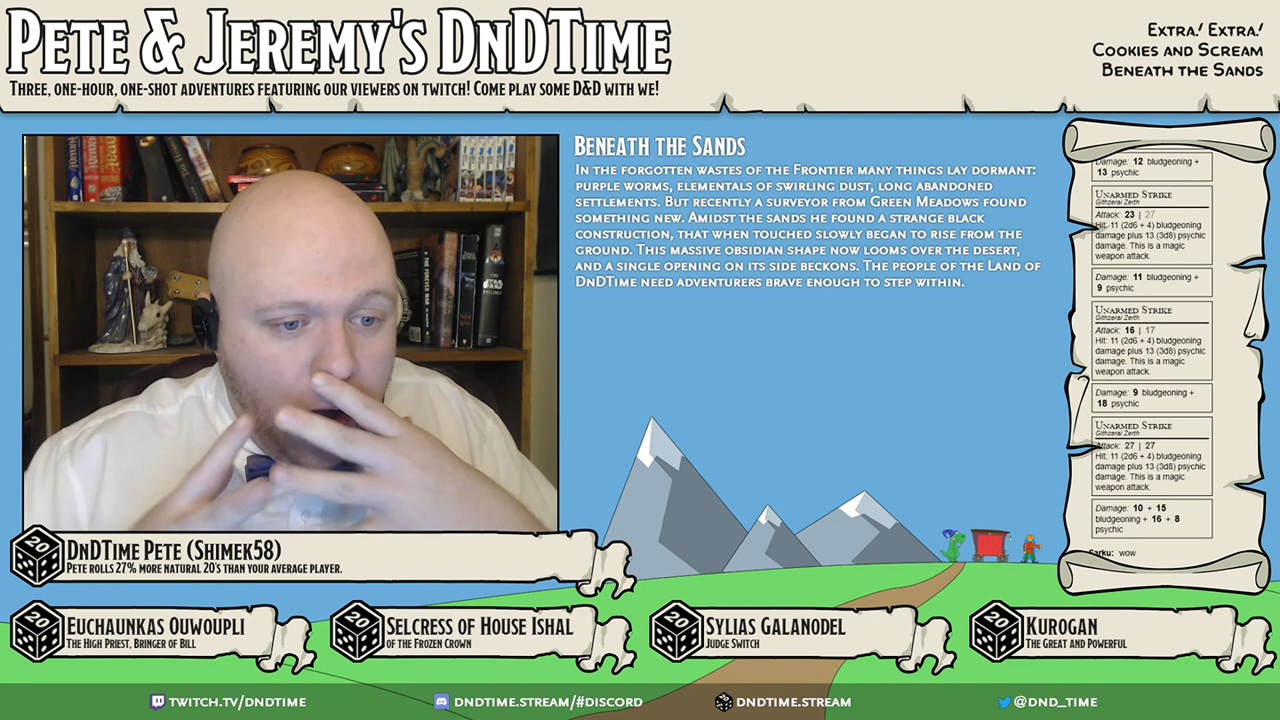 Pete & Jeremy's DnDTime
Three, one-hour, one-shot adventures featuring our viewers on twitch! Come play some D&D with we!
Extra! Extra!
Cookies and Scream
Beneath the Sands
Beneath the Sands
In the forgotten wastes of the Frontier many things lay dormant:
purple worms, elementals of swirling dust, long abandoned
settlements. But recently a surveyor from Green Meadows found
something new. Amidst the sands he found a strange black
construction, that when touched slowly began to rise from the
ground. This massive obsidian shape now looms over the desert,
and a single opening on its side beckons. The people of the Land of
DnDTime need adventurers brave enough to step within.
Damage: 12 bludgeoning +
13 psychic
Unarmed Strike
Githzerai Zerth
Attack: 23 | 27
Hit: 11 (2d6 + 4) bludgeoning
damage plus 13 (3d8) psychic
damage. This is a magic
weapon attack.
Damage: 11 bludgeoning +
9 psychic
Unarmed Strike
Githzerai Zerth
Attack: 16 | 17
Hit: 11 (2d6 + 4) bludgeoning
damage plus 13 (3d8) psychic
damage. This is a magic
weapon attack.
Damage: 9 bludgeoning +
18 psychic
Unarmed Strike
Githzerai Zerth
Attack: 27 | 27
Hit: 11 (2d6 + 4) bludgeoning
damage plus 13 (3d8) psychic
damage. This is a magic
weapon attack.
Damage: 10 + 15
bludgeoning + 16 + 8
psychic
wow
THE FOREVER WAR
STAR WARS
TRILOGY
20
DnDTime Pete (Shimek58)
Pete rolls 27% more natural 20's than your average player.
20
Euchaunkas Ouwoupli
The High Priest, Bringer of Bill
20
Selcress of House Ishal
of the Frozen Crown
20
Sylias Galanodel
Judge Switch
20
Kurogan
The Great and Powerful
twitch.tv/dndtime
dndtime.stream/#discord
dndtime.stream
@dnd_time